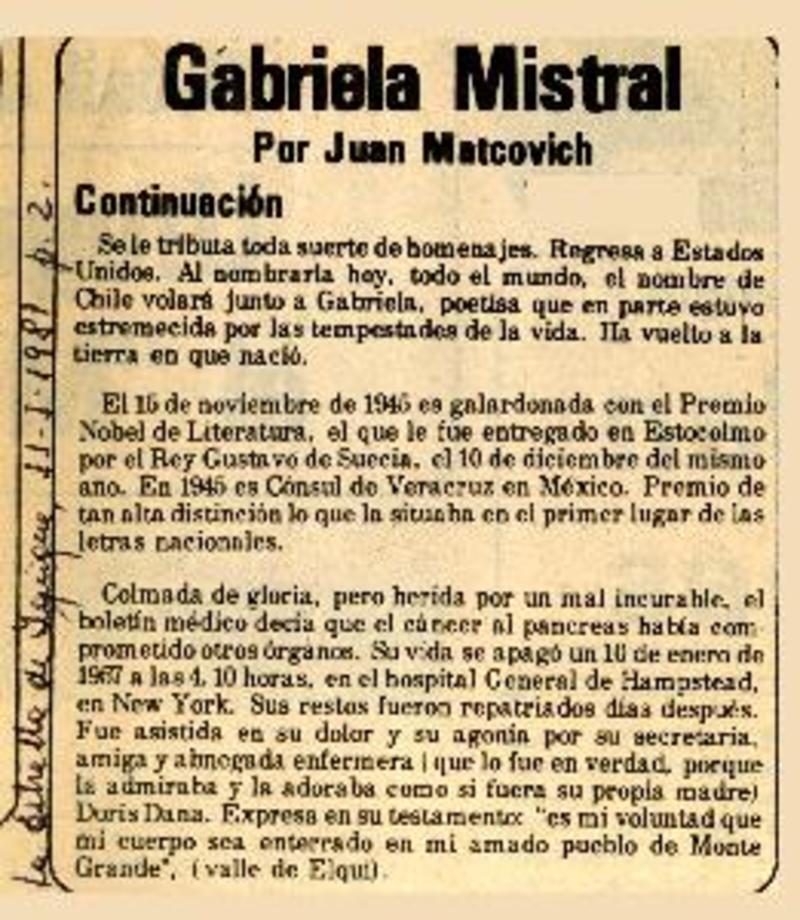 Gabriela Mistral
Por Juan Matcovich
Continuación
Se le tributa toda suerte de homenajes. Regresa a Estados
Unidos. Al nombrarla hoy, todo el mundo, el nombre de
Chile volará junto a Gabriela, poetisa que en parte estuvo
estremecida por las tempestades de la vida. Ha vuelto a la
tierra en que nació.
El 15 de noviembre de 1945 es galardonada con el Premio
Nobel de Literatura, el que le fue entregado en Estocolmo
por el Rey Gustavo de Suecia, el 10 de diciembre del mismo
ano. En 1945 es Cónsul de Veracruz en México. Premio de
tan alta distinción lo que la situaba en el primer lugar de las
letras nacionales.
Colmada de gloria, pero herida por un mal incurable, el
boletín médico decía que el cáncer al pancreas había com-
prometido otros órganos. Su vida se apagó un 10 de enero de
a las 4. 10 horas, en el hospital General de Hampstead,
en New York. Sus restos fueron repatriados días después.
Fue asistida en su dolor y su agonía por su secretaria,
amiga y abnegada enfermera (que lo fue en verdad, porque
la admiraba y la adoraba como si fuera su propia madre)
Doris Dana. Expresa en su testamento: "es mi voluntad que
mi cuerpo sea enterrado en mi amado pueblo de Monte
Grande", (valle de Elqui).
La Estrella de Iquique, 11-I-1981 p. 2.